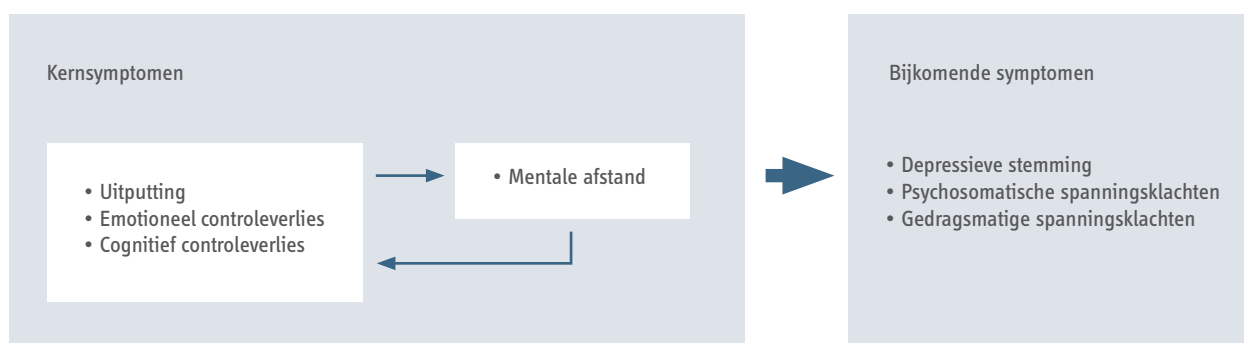 Kernsymptomen
• Uitputting
• Emotioneel controleverlies
• Cognitief controleverlies
• Mentale afstand
Bijkomende symptomen
• Depressieve stemming
• Psychosomatische spanningsklachten
• Gedragsmatige spanningsklachten